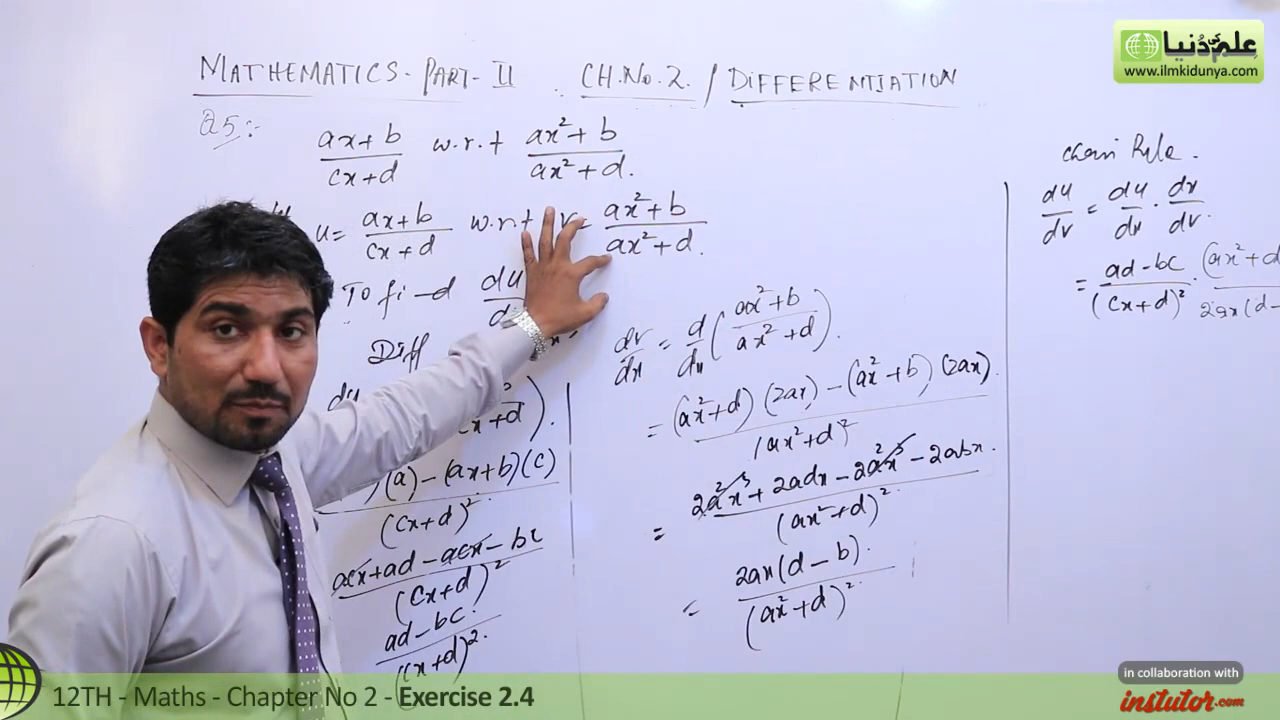 علم کی دُنیا
www.ilmkidunya.com
MATHEMATICS - PART - II CH.No.2. / DIFFERENTIATION
Q5:-
ax+b/cx+d w.r.t ax²+b/ax²+d.
u= ax+b/cx+d w.r.t v= ax²+b/ax²+d.
To fi-d du/d
Diff
du
)(a)-(ax+b)(c)/(cx+d)²
acx+ad-acx-bc/(cx+d)²
ad-bc./(cx+d)².
dv/dx = d/dx(ax²+b/ax²+d).
= (ax²+d)(2ax)-(ax²+b)(2ax)./(ax²+d)²
= 2a²x³+2adx-2a²x³-2abx./(ax²+d)².
= 2ax(d-b)./(ax²+d)².
Chain Rule.
du/dv = du/dx . dx/dv.
= ad-bc/(cx+d)² . (ax²+d/2ax(d-
12TH - Maths - Chapter No 2 - Exercise 2.4
in collaboration with
instutor.com